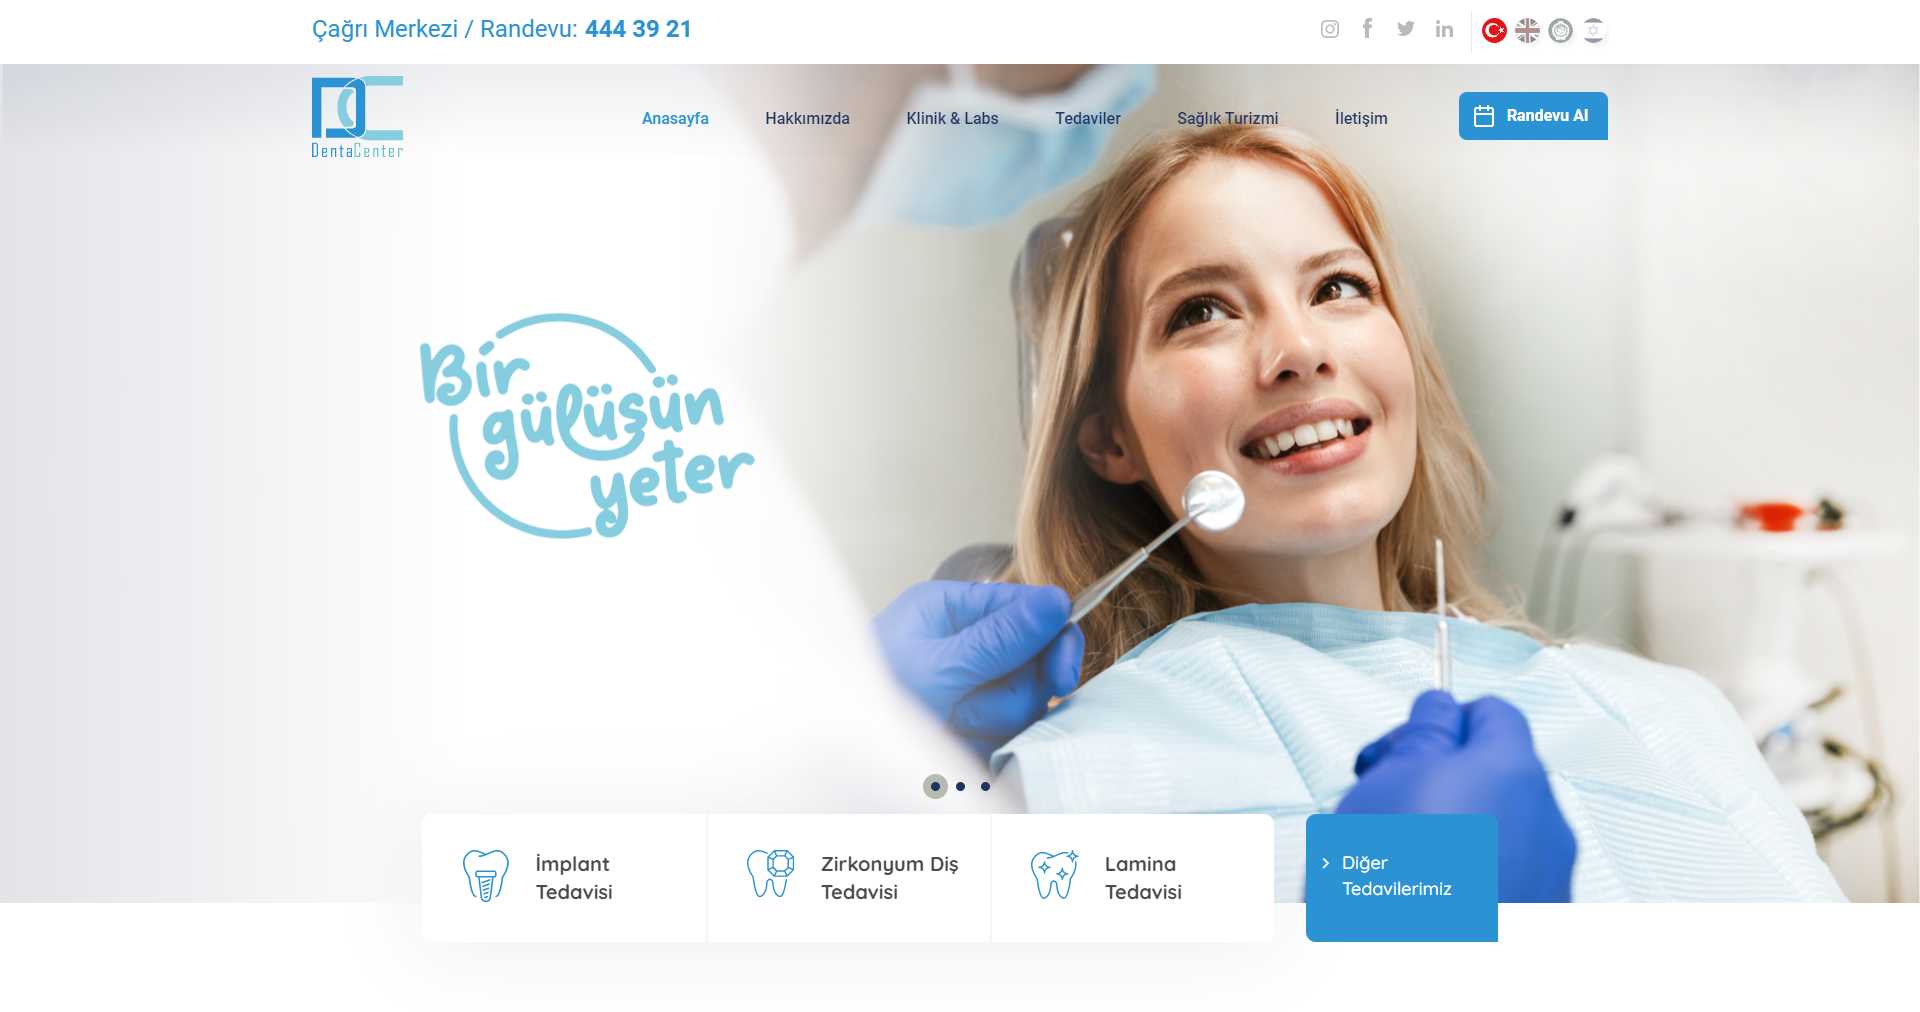 Çağrı Merkezi / Randevu: 444 39 21
DentaCenter
Anasayfa
Hakkımızda
Klinik & Labs
Tedaviler
Sağlık Turizmi
İletişim
Randevu Al
Bir
gülüşün
yeter
İmplant
Tedavisi
Zirkonyum Diş
Tedavisi
Lamina
Tedavisi
Diğer
Tedavilerimiz